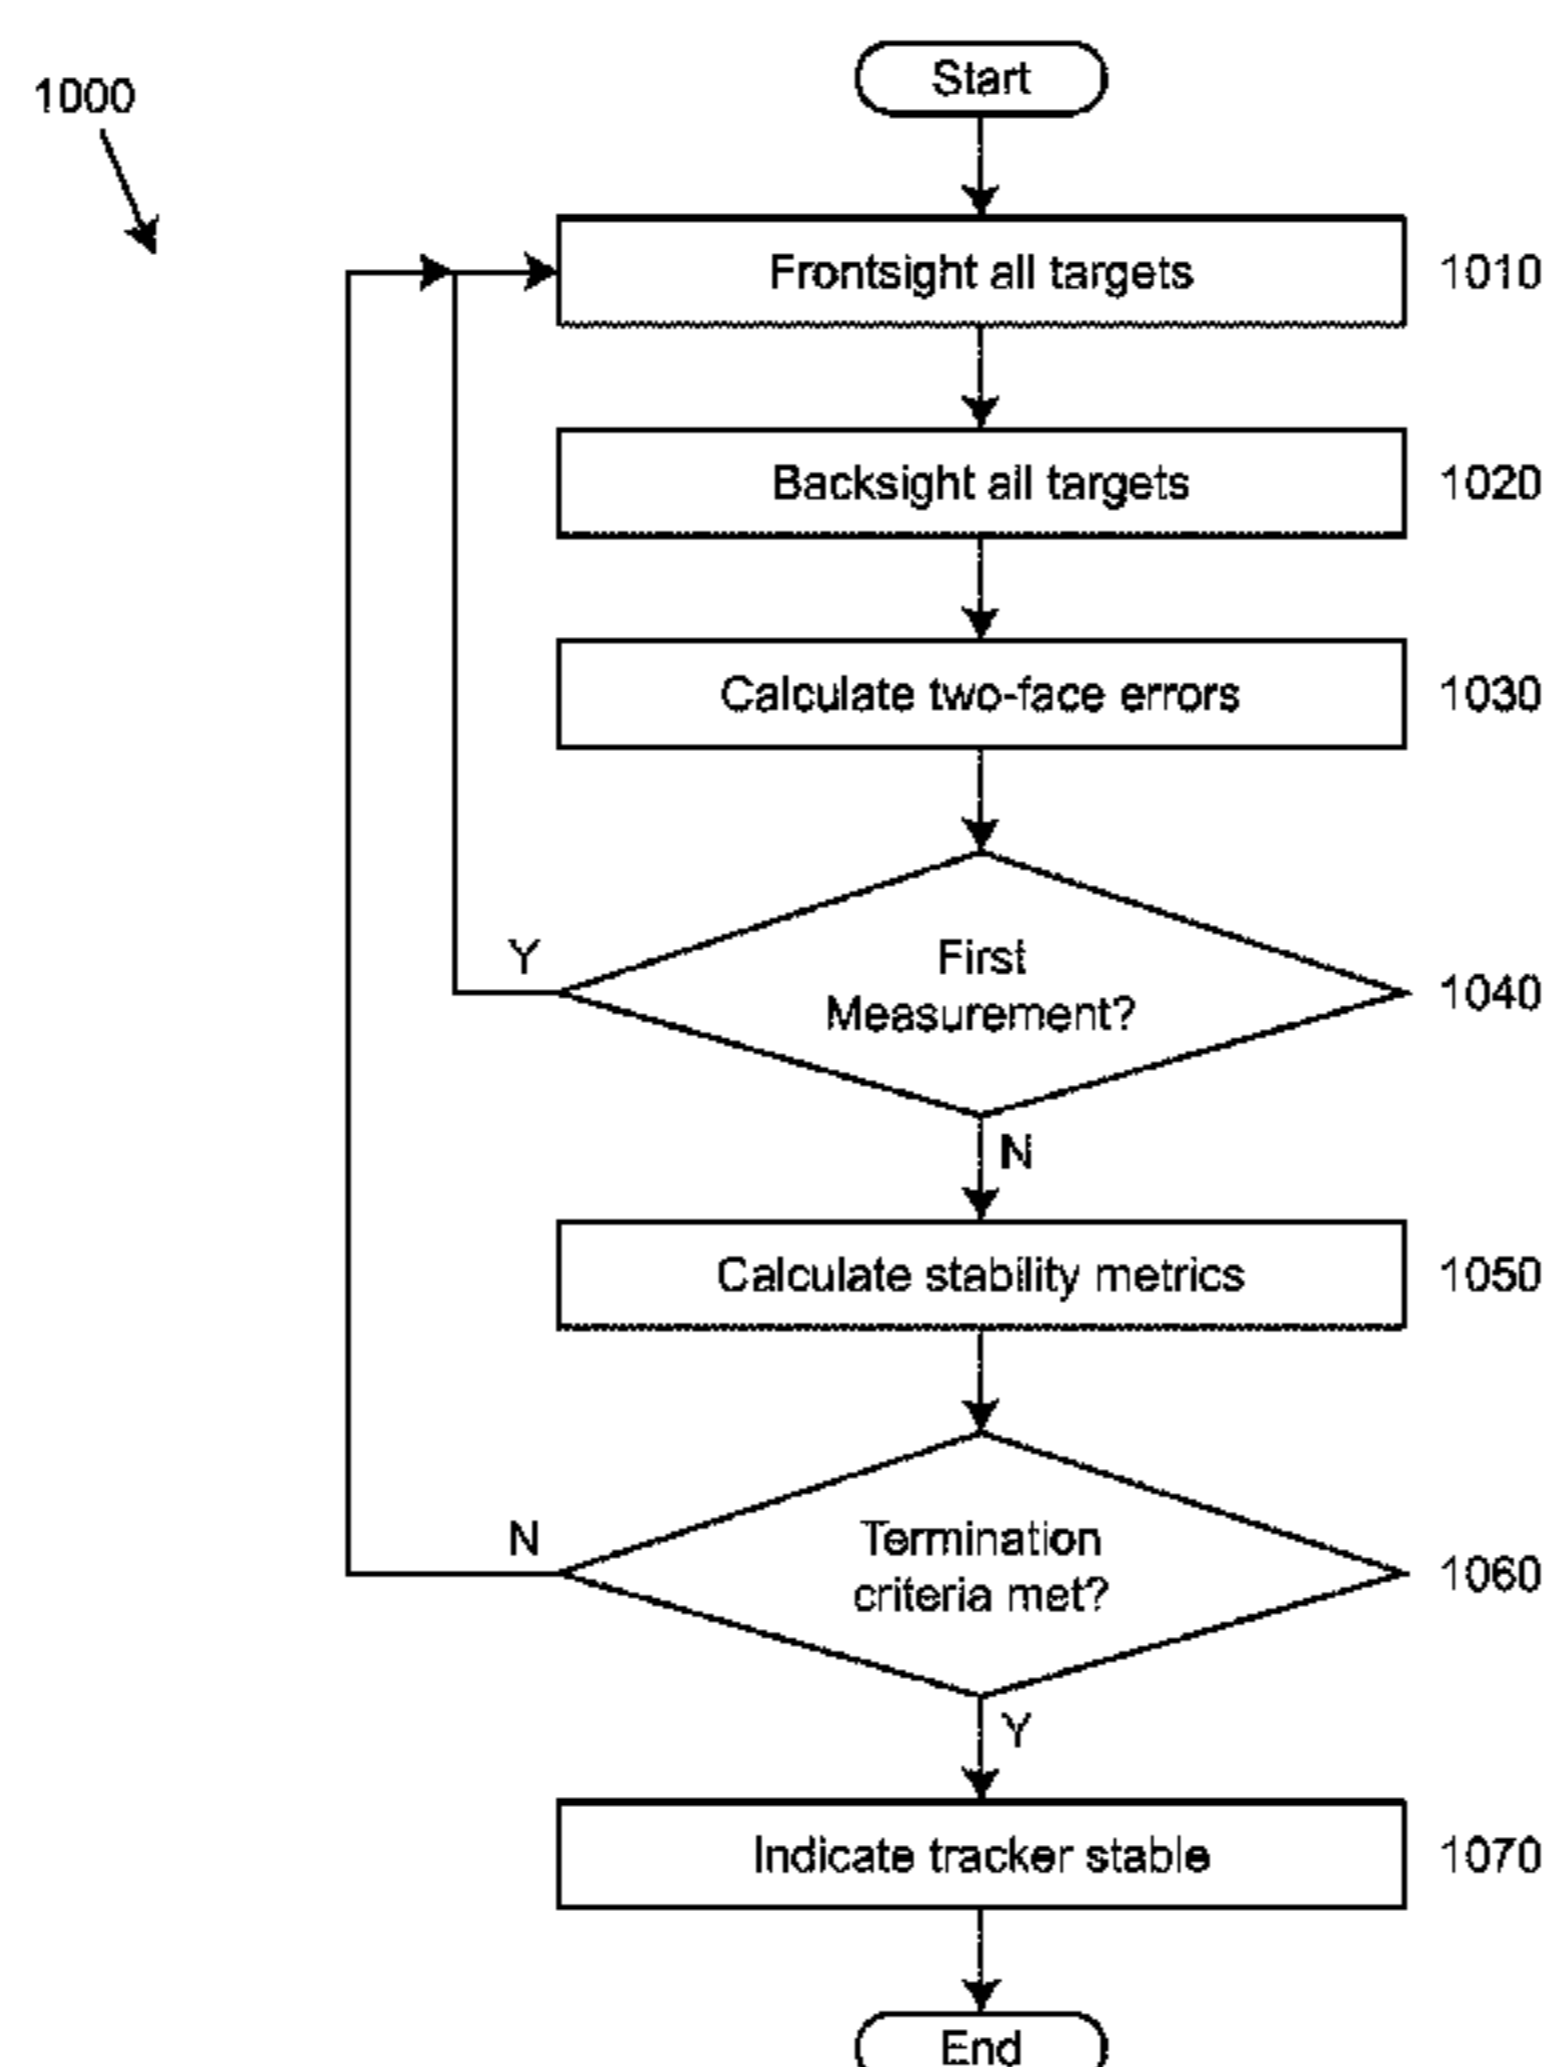 Start
1000
Frontsight all targets
1010
Backsight all targets
1020
Calculate two-face errors
1030
Y
First
Measurement?
1040
N
Calculate stability metrics
1050
N
Termination
criteria met?
1060
Y
Indicate tracker stable
1070
End